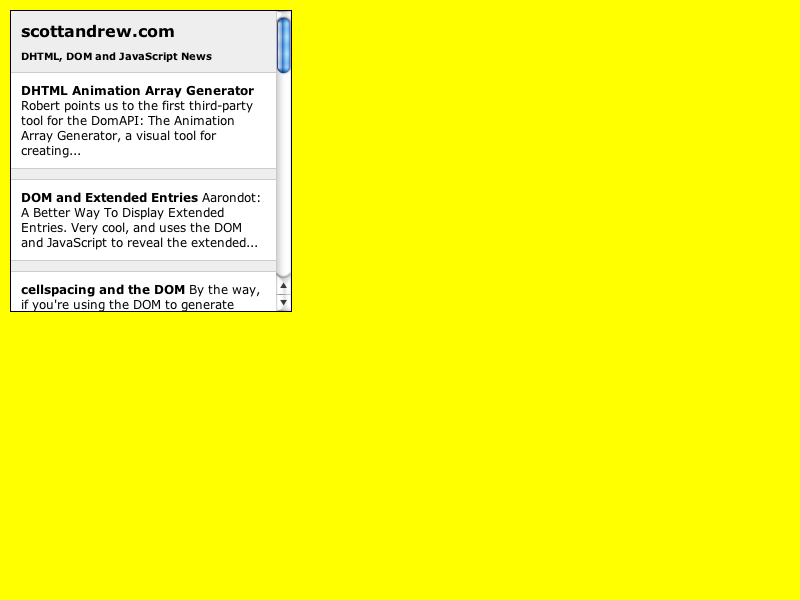 scottandrew.com
DHTML, DOM and JavaScript News
DHTML Animation Array Generator
Robert points us to the first third-party
tool for the DomAPI: The Animation
Array Generator, a visual tool for
creating...
DOM and Extended Entries Aarondot:
A Better Way To Display Extended
Entries. Very cool, and uses the DOM
and JavaScript to reveal the extended...
cellspacing and the DOM By the way,
if you're using the DOM to generate